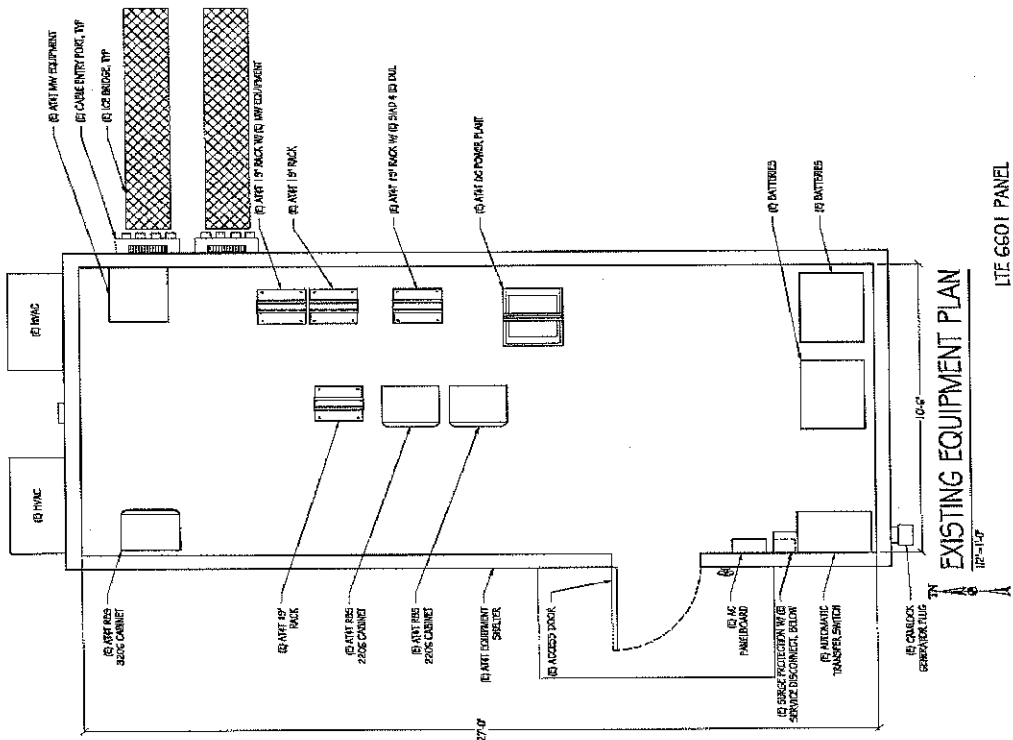 (E) AT&T MW EQUIPMENT
(E) CABLE ENTRY PORT, TYP
(E) ICE BRIDGE, TYP
(E) HVAC
(E) HVAC
(E) AT&T 19" RACK W/ (E) MW EQUIPMENT
(E) AT&T 19" RACK
(E) AT&T 19" RACK W/ (E) SIAD & (E) DUL
(E) AT&T DC POWER PLANT
(E) BATTERIES
(E) BATTERIES
(E) AT&T RBS
3206 CABINET
(E) AT&T 19"
RACK
(E) AT&T RBS
2206 CABINET
(E) AT&T RBS
2206 CABINET
(E) AT&T EQUIPMENT
SHELTER
(E) ACCESS DOOR
(E) AC
PANELBOARD
(E) SURGE PROTECTION W/ (E)
SERVICE DISCONNECT, BELOW
(E) AUTOMATIC
TRANSFER SWITCH
(E) CAMLOCK
GENERATOR PLUG
27'-0"
10'-6"
TN
EXISTING EQUIPMENT PLAN
1/2"=1'-0"
LTE 6601 PANEL